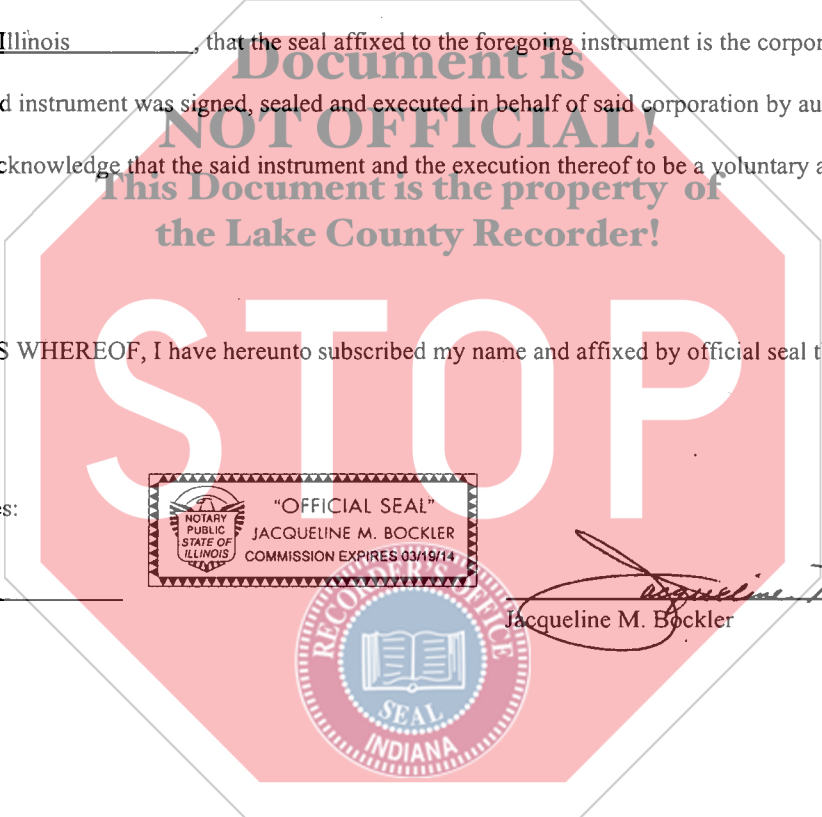 Illinois , that the seal affixed to the foregoing instrument is the corpor
Document is
d instrument was signed, sealed and executed in behalf of said corporation by au
NOT OFFICIAL!
cknowledge that the said instrument and the execution thereof to be a voluntary a
This Document is the property of
the Lake County Recorder!
S WHEREOF, I have hereunto subscribed my name and affixed by official seal t
STOP
es:
NOTARY
PUBLIC
STATE OF
ILLINOIS
"OFFICIAL SEAL"
JACQUELINE M. BOCKLER
COMMISSION EXPIRES 03/19/14
Jacqueline
Jacqueline M. Bockler
RECORDER'S OFFICE
SEAL
INDIANA